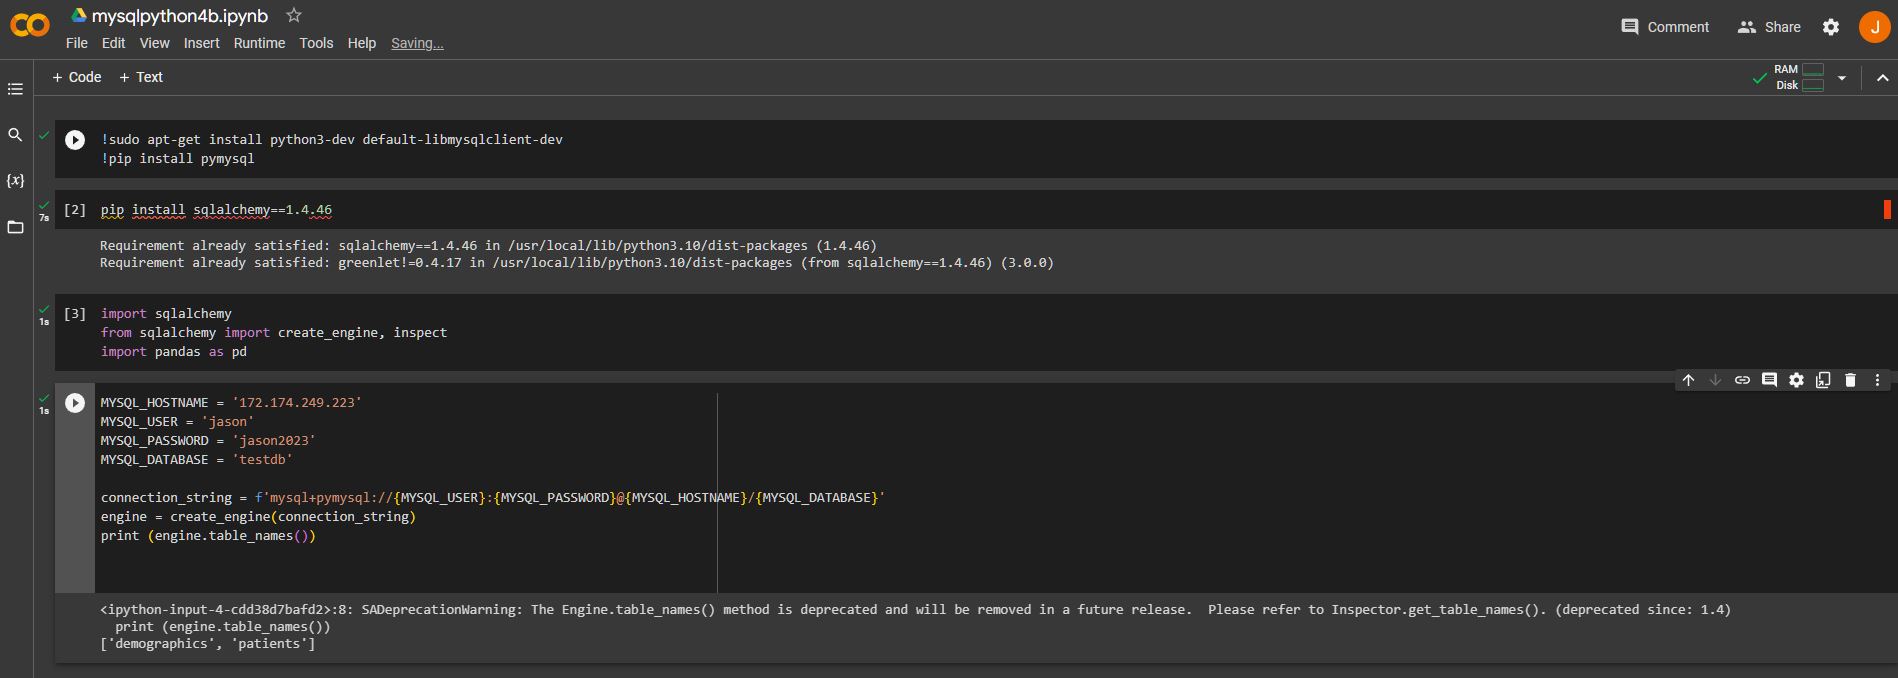 mysqlpython4b.ipynb
File Edit View Insert Runtime Tools Help Saving...
Comment Share J
+ Code + Text
RAM
Disk
{x}
!sudo apt-get install python3-dev default-libmysqlclient-dev
!pip install pymysql
7s
[2] pip install sqlalchemy==1.4.46
Requirement already satisfied: sqlalchemy==1.4.46 in /usr/local/lib/python3.10/dist-packages (1.4.46)
Requirement already satisfied: greenlet!=0.4.17 in /usr/local/lib/python3.10/dist-packages (from sqlalchemy==1.4.46) (3.0.0)
1s
[3] import sqlalchemy
from sqlalchemy import create_engine, inspect
import pandas as pd
1s
MYSQL_HOSTNAME = '172.174.249.223'
MYSQL_USER = 'jason'
MYSQL_PASSWORD = 'jason2023'
MYSQL_DATABASE = 'testdb'
connection_string = f'mysql+pymysql://{MYSQL_USER}:{MYSQL_PASSWORD}@{MYSQL_HOSTNAME}/{MYSQL_DATABASE}'
engine = create_engine(connection_string)
print (engine.table_names())
<ipython-input-4-cdd38d7bafd2>:8: SADeprecationWarning: The Engine.table_names() method is deprecated and will be removed in a future release.  Please refer to Inspector.get_table_names(). (deprecated since: 1.4)
print (engine.table_names())
['demographics', 'patients']